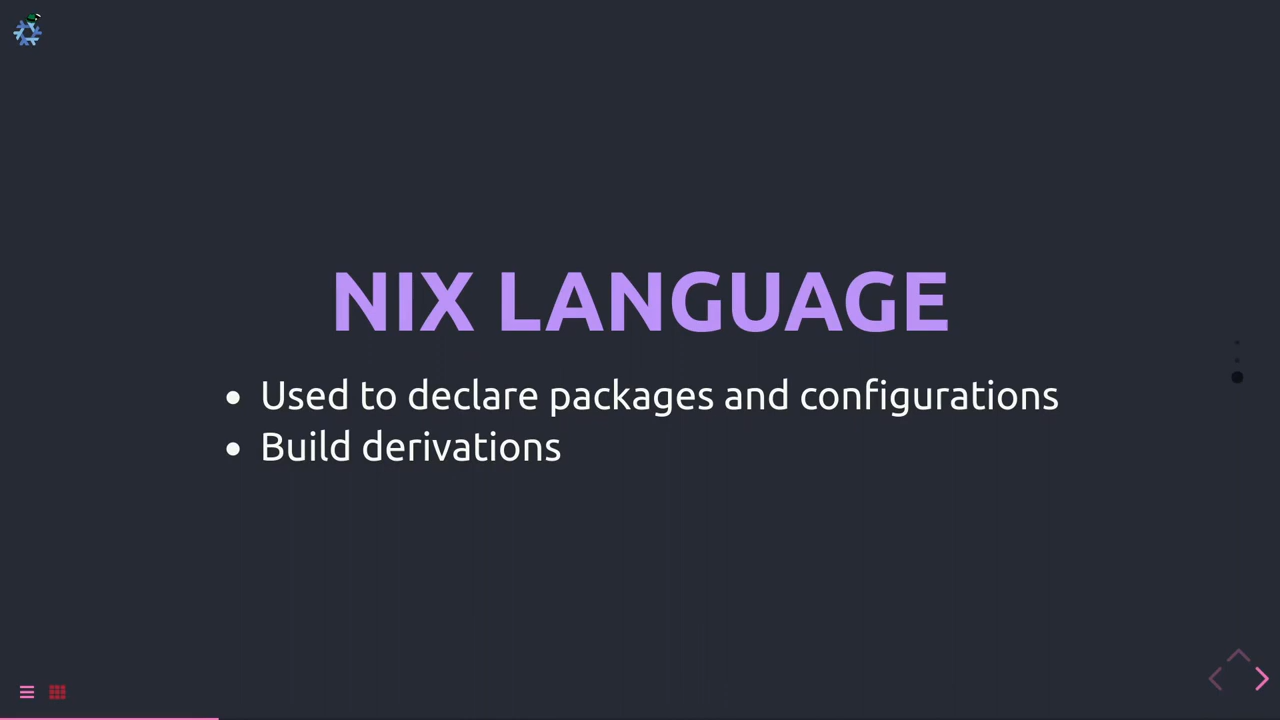 NIX LANGUAGE
Used to declare packages and configurations
Build derivations